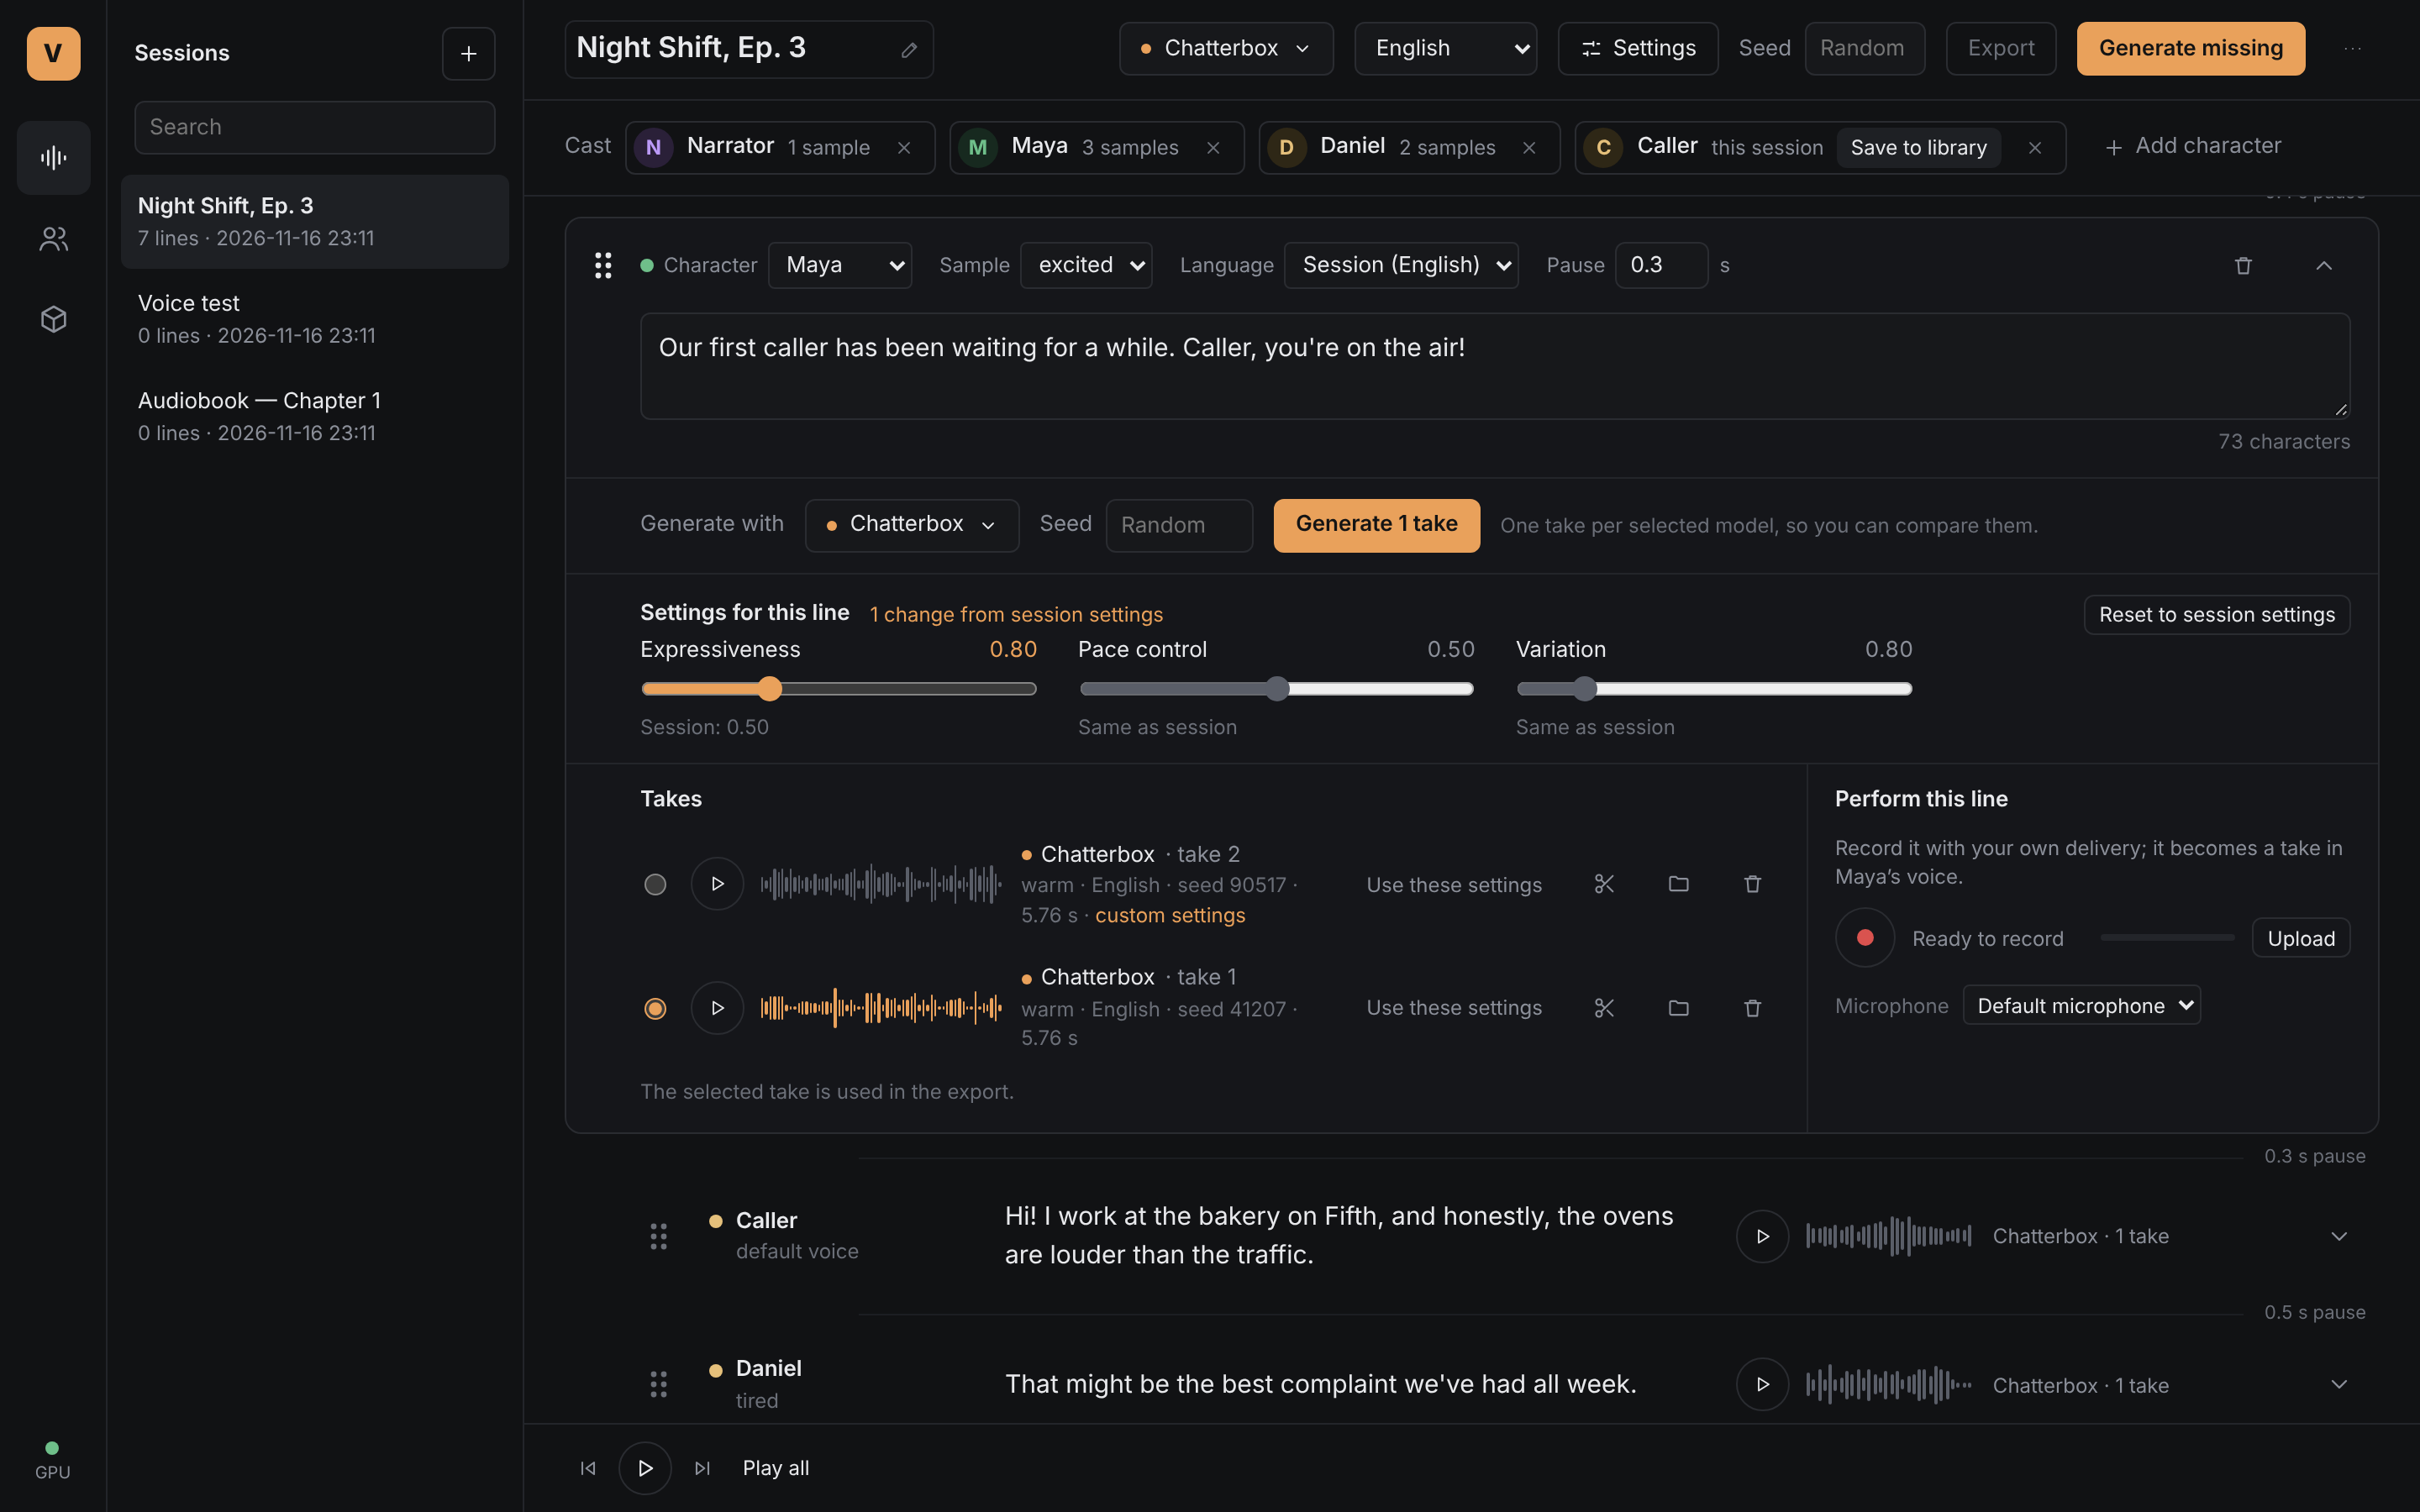 V
Sessions
Search
Night Shift, Ep. 3
7 lines · 2026-11-16 23:11
Voice test
0 lines · 2026-11-16 23:11
Audiobook — Chapter 1
0 lines · 2026-11-16 23:11
GPU
Night Shift, Ep. 3
Chatterbox
English
Settings
Seed
Random
Export
Generate missing
Cast
N Narrator 1 sample
M Maya 3 samples
D Daniel 2 samples
C Caller this session Save to library
Add character
Character Maya
Sample excited
Language Session (English)
Pause 0.3 s
Our first caller has been waiting for a while. Caller, you're on the air!
73 characters
Generate with Chatterbox Seed Random Generate 1 take One take per selected model, so you can compare them.
Settings for this line 1 change from session settings
Reset to session settings
Expressiveness 0.80
Session: 0.50
Pace control 0.50
Same as session
Variation 0.80
Same as session
Takes
Chatterbox · take 2
warm · English · seed 90517 ·
5.76 s · custom settings
Use these settings
Chatterbox · take 1
warm · English · seed 41207 ·
5.76 s
Use these settings
The selected take is used in the export.
Perform this line
Record it with your own delivery; it becomes a take in
Maya’s voice.
Ready to record
Upload
Microphone Default microphone
0.3 s pause
Caller
default voice
Hi! I work at the bakery on Fifth, and honestly, the ovens
are louder than the traffic.
Chatterbox · 1 take
0.5 s pause
Daniel
tired
That might be the best complaint we've had all week.
Chatterbox · 1 take
Play all